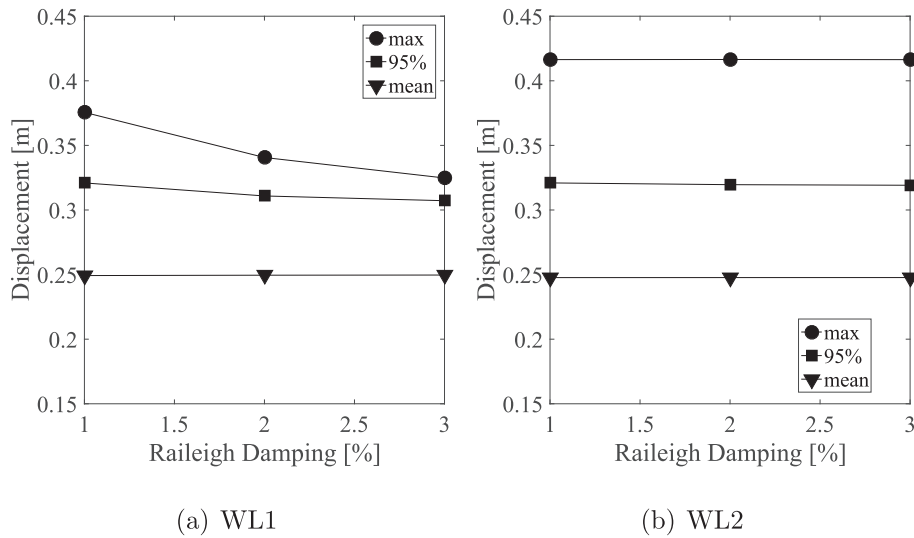 0.45
0.4
0.35
0.3
0.25
0.2
0.15
1
1.5
2
2.5
3
Displacement [m]
Raileigh Damping [%]
max
95%
mean
(a) WL1
0.45
0.4
0.35
0.3
0.25
0.2
0.15
1
1.5
2
2.5
3
Displacement [m]
Raileigh Damping [%]
max
95%
mean
(b) WL2